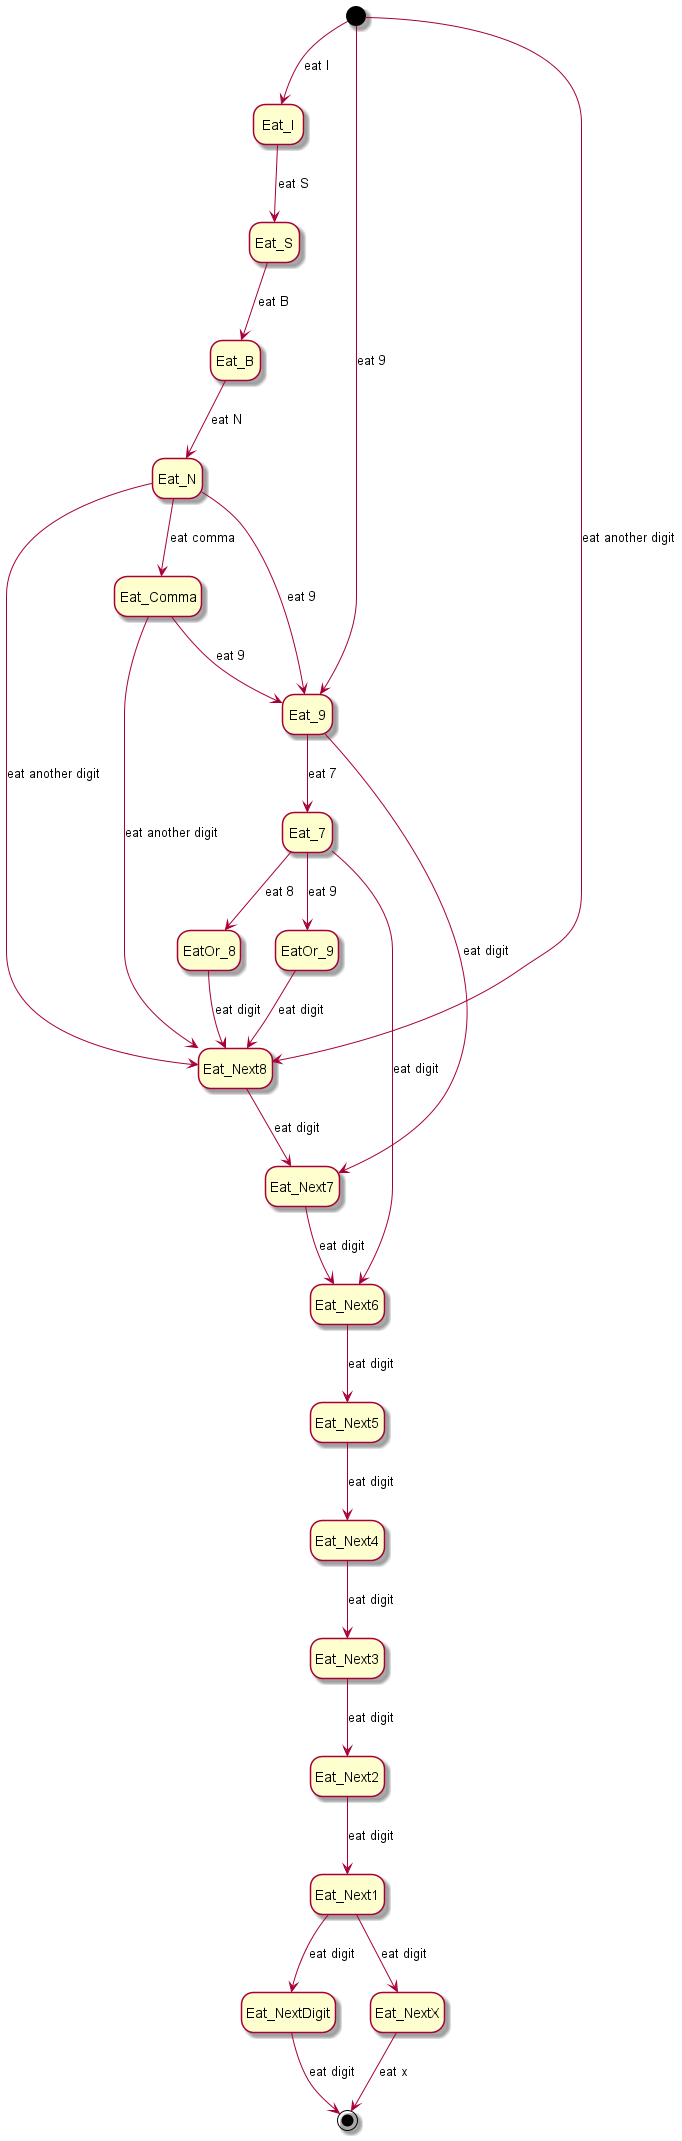 eat I
Eat_I
eat S
Eat_S
eat B
Eat_B
eat 9
eat N
Eat_N
eat comma
eat another digit
Eat_Comma
eat 9
eat 9
Eat_9
eat another digit
eat 7
eat another digit
Eat_7
eat 8
eat 9
EatOr_8
EatOr_9
eat digit
eat digit
eat digit
Eat_Next8
eat digit
eat digit
Eat_Next7
eat digit
Eat_Next6
eat digit
Eat_Next5
eat digit
Eat_Next4
eat digit
Eat_Next3
eat digit
Eat_Next2
eat digit
Eat_Next1
eat digit
eat digit
Eat_NextDigit
Eat_NextX
eat digit
eat x